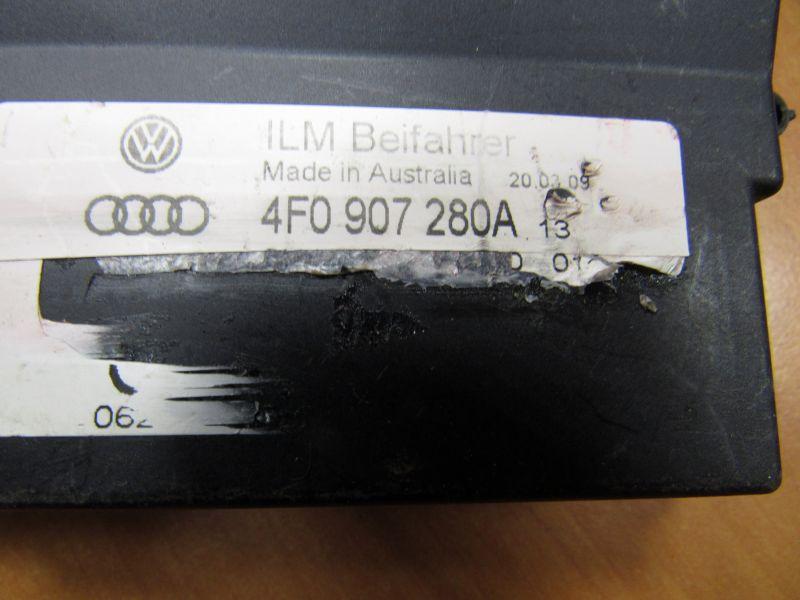 ILM Beifahrer
Made in Australia 20.03.09
4F0 907 280A 13
062